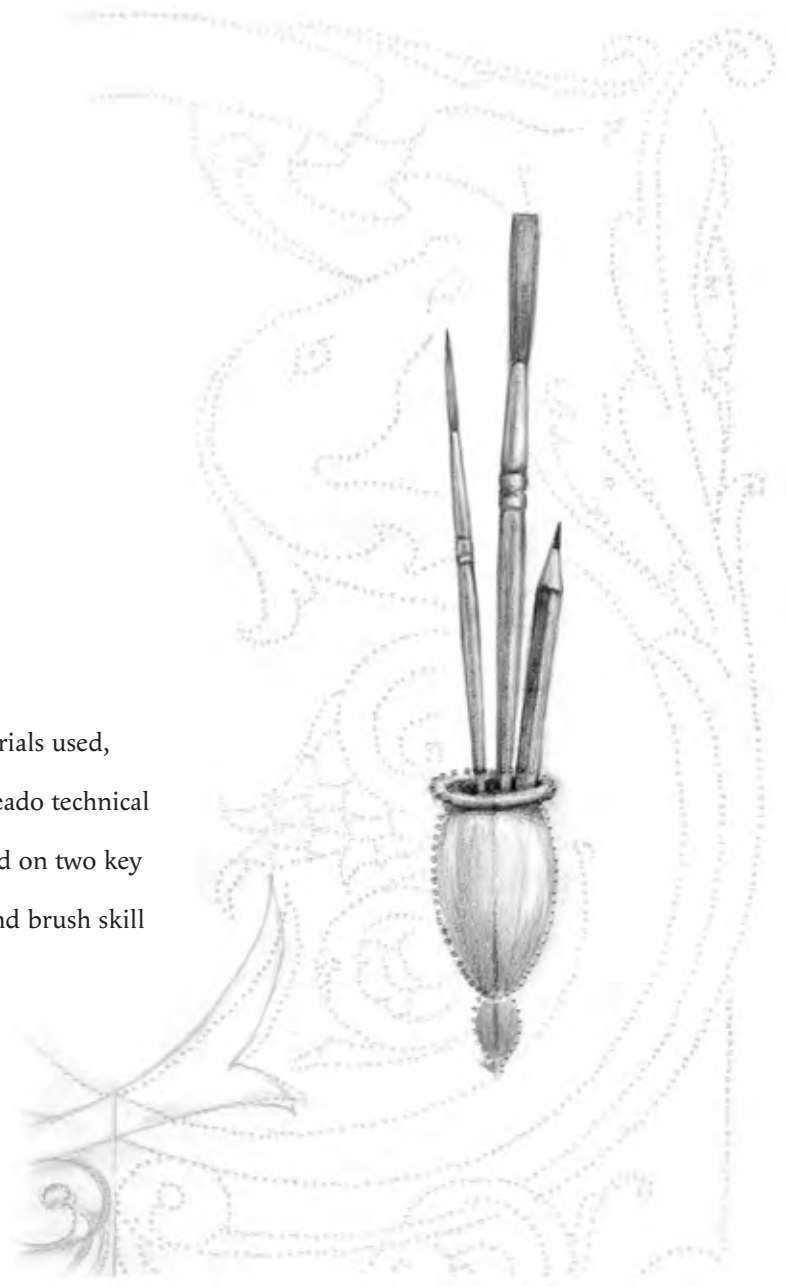 rials used,
eado technical
d on two key
nd brush skill